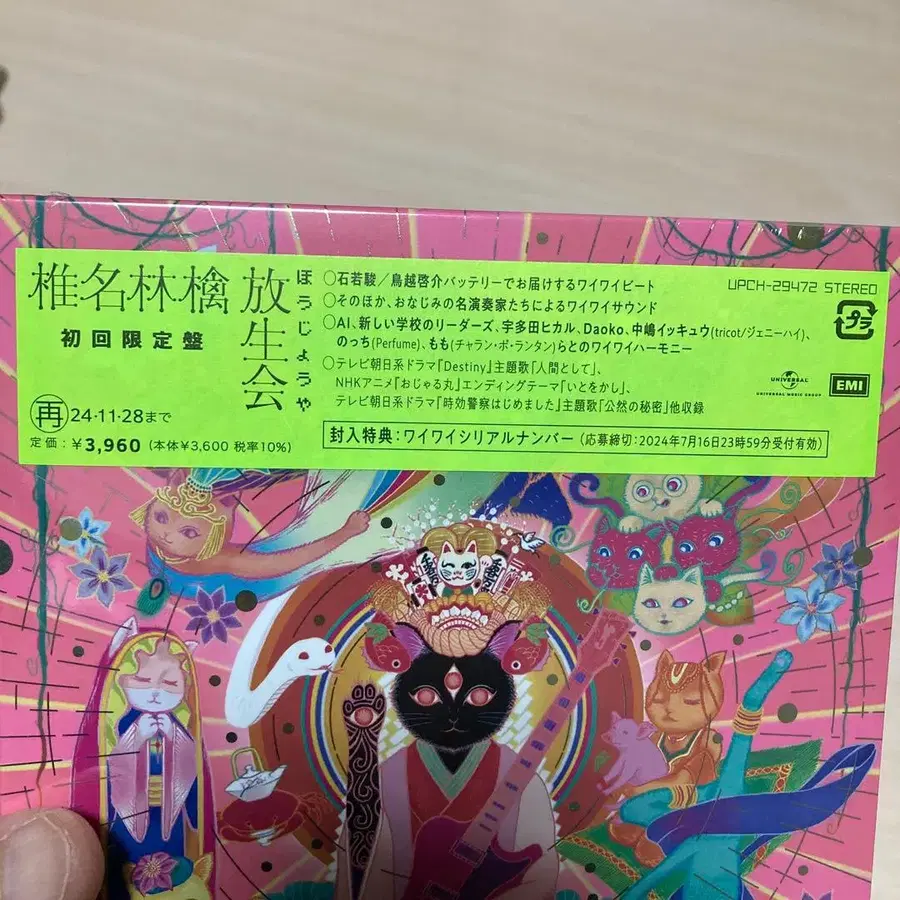 椎名林檎 放生会
ほうじょうや
初回限定盤
再 24・11・28まで
定価：¥3,960（本体¥3,600 税率10%）
○石若駿／鳥越啓介バッテリーでお届けするワイワイビート
○そのほか、おなじみの名演奏家たちによるワイワイサウンド
○AI、新しい学校のリーダーズ、宇多田ヒカル、Daoko、中嶋イッキュウ(tricot/ジェニーハイ)、
のっち(Perfume)、もも(チャラン・ポ・ランタン)らとのワイワイハーモニー
○テレビ朝日系ドラマ『Destiny』主題歌「人間として」、
NHKアニメ『おじゃる丸』エンディングテーマ「いとをかし」、
テレビ朝日系ドラマ『時効警察はじめました』主題歌「公然の秘密」他収録
封入特典：ワイワイシリアルナンバー（応募締切：2024年7月16日23時59分受付有効）
UPCH-29472 STEREO
プラ
UNIVERSAL
UNIVERSAL MUSIC GROUP
EMI